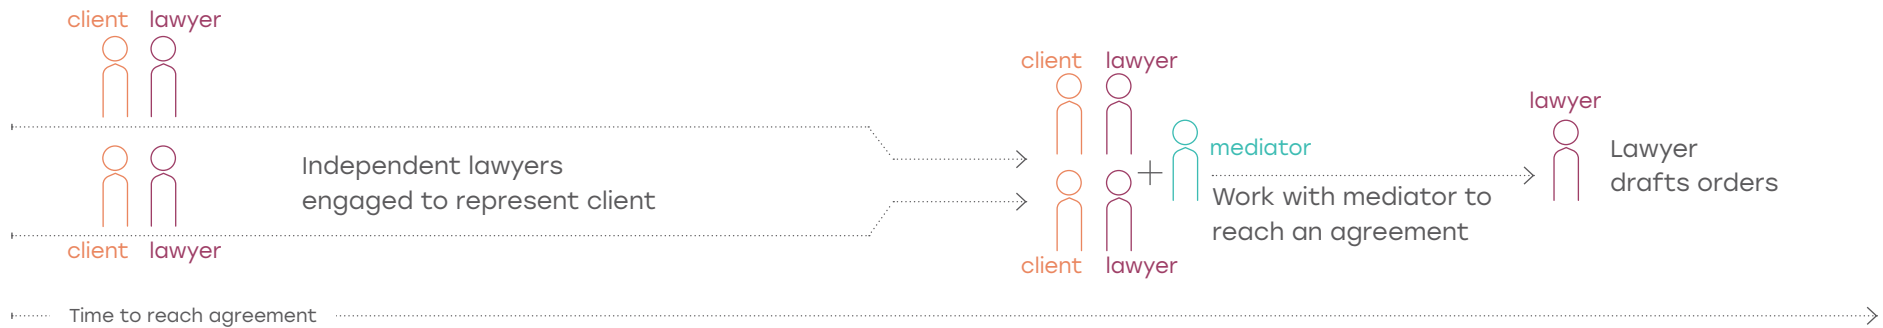 client lawyer
Independent lawyers
engaged to represent client
client lawyer
client lawyer
mediator
Work with mediator to
reach an agreement
client lawyer
lawyer
Lawyer
drafts orders
Time to reach agreement